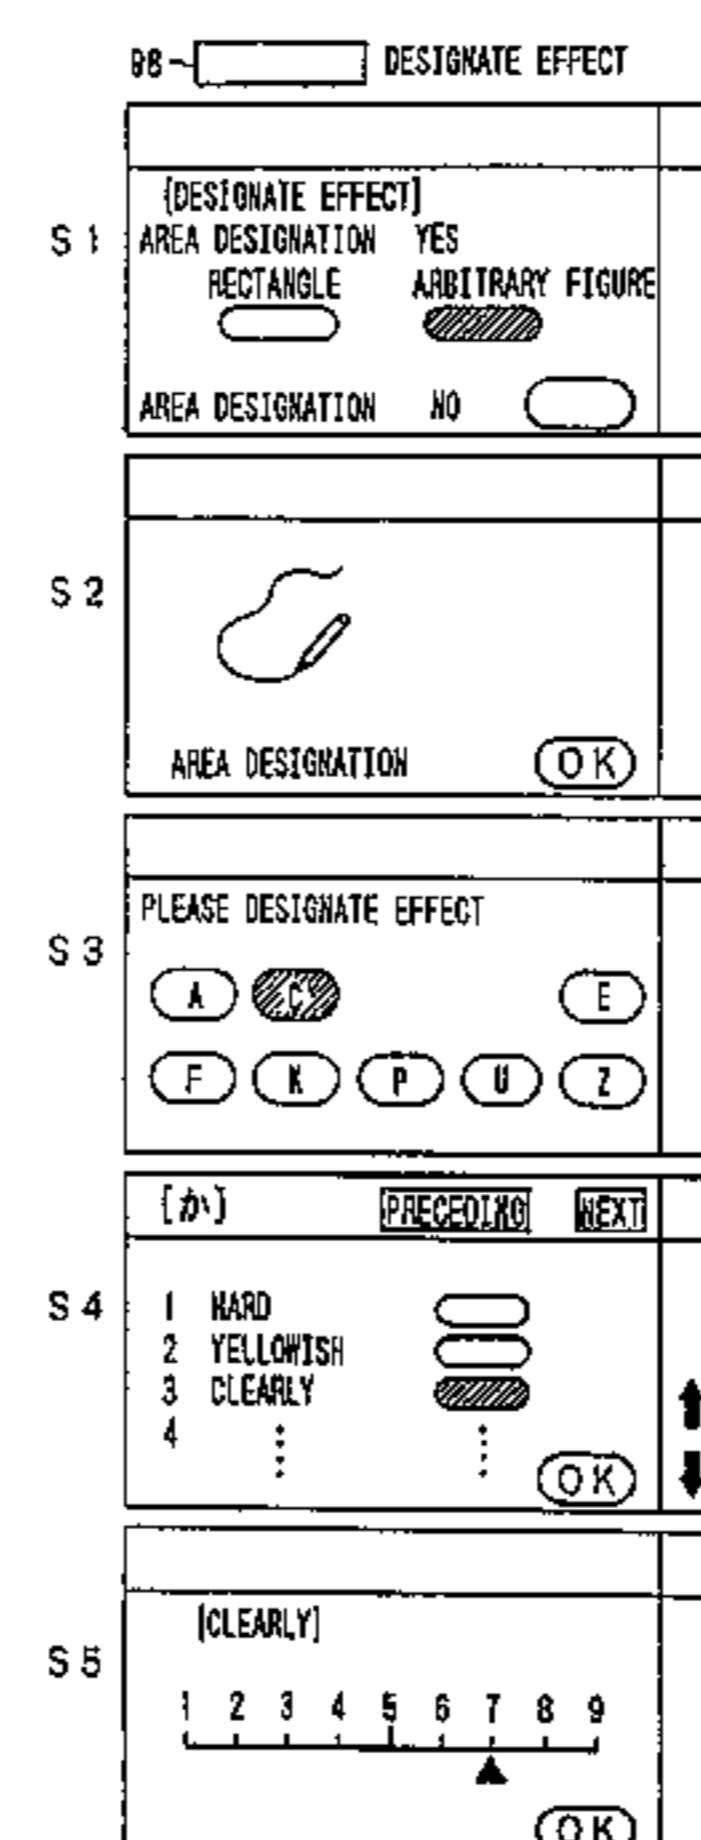 98 DESIGNATE EFFECT
[DESIGNATE EFFECT]
S 1 AREA DESIGNATION YES
RECTANGLE ARBITRARY FIGURE
AREA DESIGNATION NO
S 2
AREA DESIGNATION OK
PLEASE DESIGNATE EFFECT
S 3
A C E
F K P U Z
[か] PRECEDING NEXT
S 4 1 HARD
2 YELLOWISH
3 CLEARLY
4
OK
[CLEARLY]
S 5
1 2 3 4 5 6 7 8 9
OK